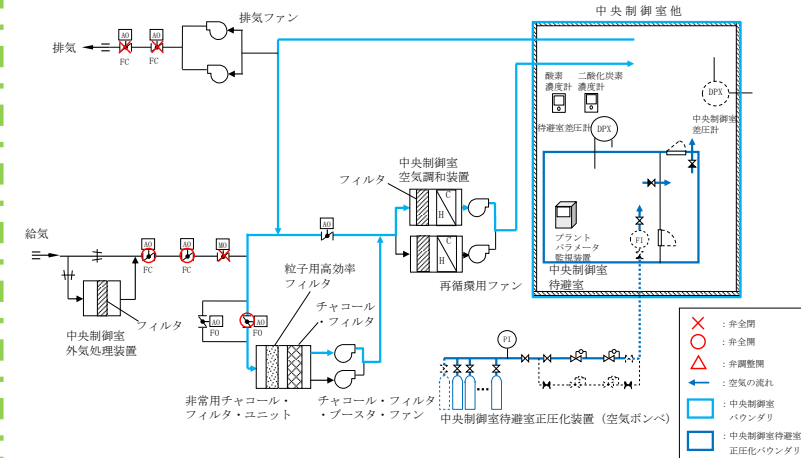 中央制御室他
排気ファン
排気
AO
AO
FC
FC
酸素
濃度計
二酸化炭素
濃度計
DPX
待避室差圧計
DPX
中央制御室
差圧計
中央制御室
空気調和装置
フィルタ
C
H
C
H
再循環用ファン
AO
給気
AO
AO
MO
FC
FC
フィルタ
中央制御室
外気処理装置
粒子用高効率
フィルタ
チャコール
・フィルタ
AO
FO
AO
FO
プラント
パラメータ
監視装置
FI
中央制御室
待避室
非常用チャコール・
フィルタ・ユニット
チャコール・フィルタ
・ブースタ・ファン
PI
中央制御室待避室正圧化装置（空気ボンベ）
：弁全閉
：弁全開
：弁調整開
：空気の流れ
：中央制御室
バウンダリ
：中央制御室待避室
正圧化バウンダリ